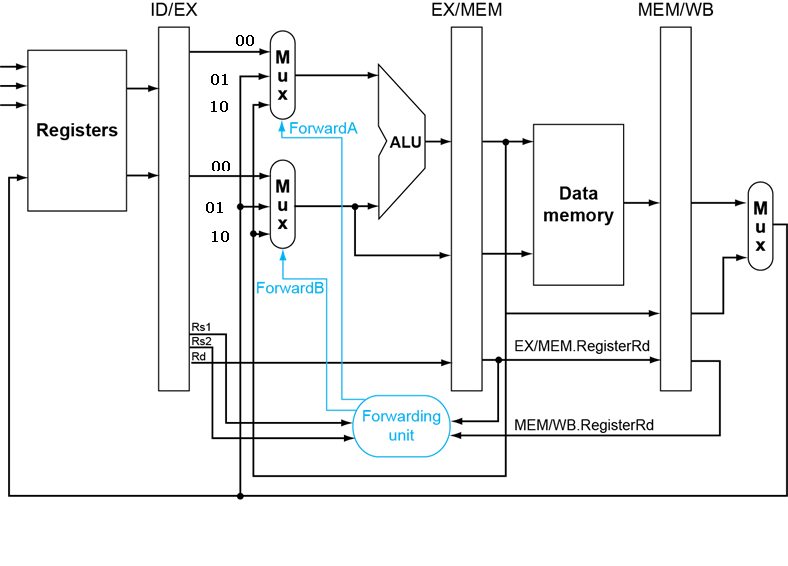 ID/EX
EX/MEM
MEM/WB
00
01
10
Mux
Registers
ForwardA
ALU
00
01
10
Mux
Data
memory
Mux
ForwardB
Rs1
Rs2
Rd
EX/MEM.RegisterRd
Forwarding
unit
MEM/WB.RegisterRd